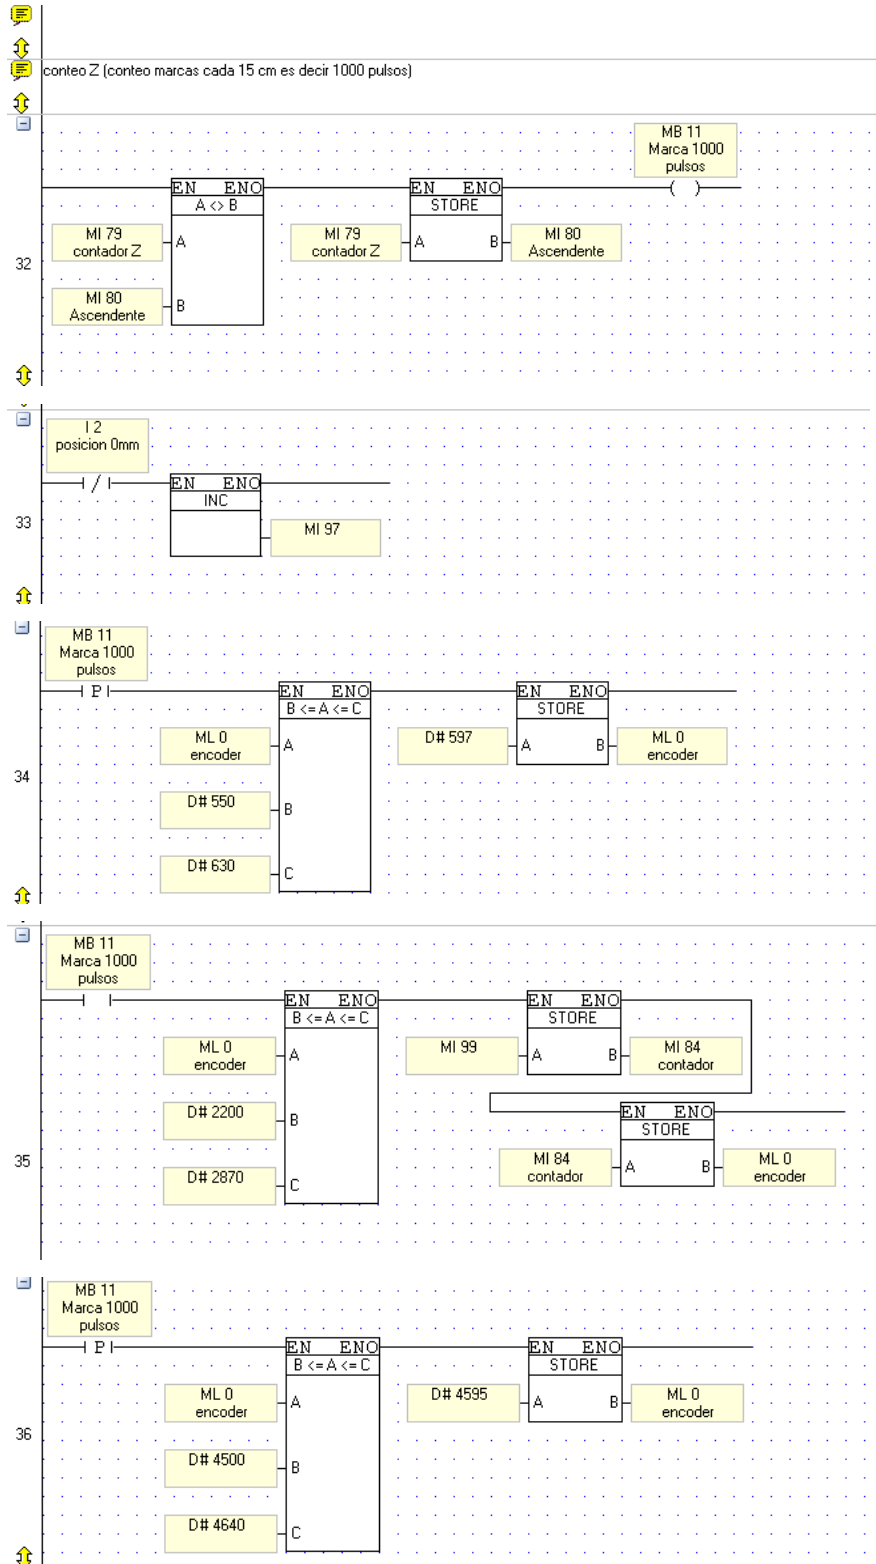 conteo Z (conteo marcas cada 15 cm es decir 1000 pulsos)
MB 11
Marca 1000
pulsos
EN ENO
A <> B
EN ENO
STORE
( )
MI 79
contador Z
A
MI 79
contador Z
A
B
MI 80
Ascendente
32
MI 80
Ascendente
B
I 2
posicion 0mm
EN ENO
INC
33
MI 97
MB 11
Marca 1000
pulsos
P
EN ENO
B <= A <= C
EN ENO
STORE
ML 0
encoder
A
D# 597
A
B
ML 0
encoder
34
D# 550
B
D# 630
C
MB 11
Marca 1000
pulsos
EN ENO
B <= A <= C
EN ENO
STORE
ML 0
encoder
A
MI 99
A
B
MI 84
contador
D# 2200
B
EN ENO
STORE
35
D# 2870
C
MI 84
contador
A
B
ML 0
encoder
MB 11
Marca 1000
pulsos
P
EN ENO
B <= A <= C
EN ENO
STORE
ML 0
encoder
A
D# 4595
A
B
ML 0
encoder
36
D# 4500
B
D# 4640
C